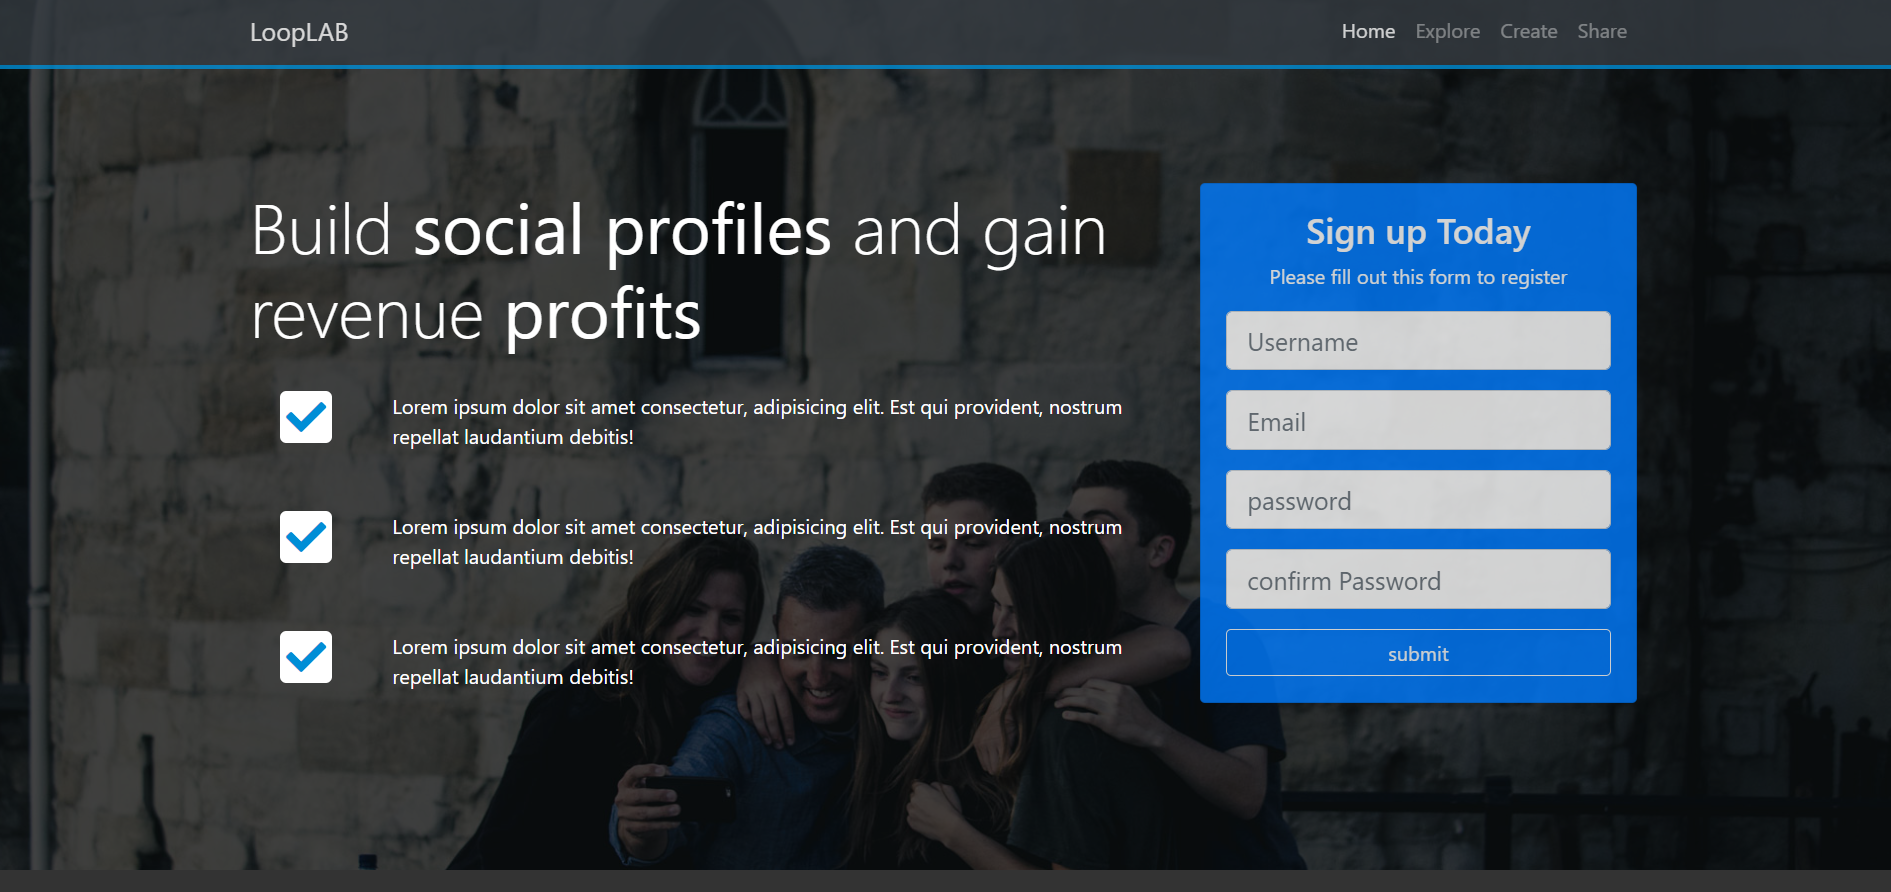 LoopLAB
Home Explore Create Share
Build social profiles and gain
revenue profits
Lorem ipsum dolor sit amet consectetur, adipisicing elit. Est qui provident, nostrum
repellat laudantium debitis!
Lorem ipsum dolor sit amet consectetur, adipisicing elit. Est qui provident, nostrum
repellat laudantium debitis!
Lorem ipsum dolor sit amet consectetur, adipisicing elit. Est qui provident, nostrum
repellat laudantium debitis!
Sign up Today
Please fill out this form to register
Username
Email
password
confirm Password
submit